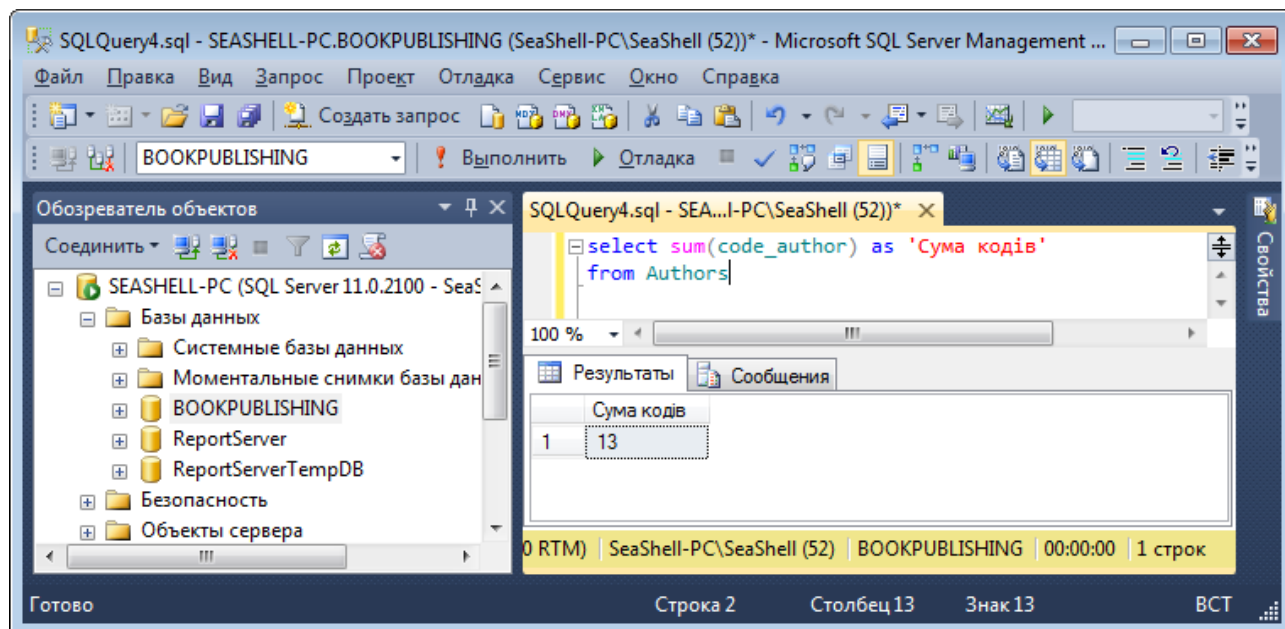 SQLQuery4.sql - SEASHELL-PC.BOOKPUBLISHING (SeaShell-PC\SeaShell (52))* - Microsoft SQL Server Management ...
Файл Правка Вид Запрос Проект Отладка Сервис Окно Справка
Создать запрос
BOOKPUBLISHING Выполнить Отладка
Обозреватель объектов
Соединить
SEASHELL-PC (SQL Server 11.0.2100 - Seas
Базы данных
Системные базы данных
Моментальные снимки базы дан
BOOKPUBLISHING
ReportServer
ReportServerTempDB
Безопасность
Объекты сервера
SQLQuery4.sql - SEA...l-PC\SeaShell (52))*
select sum(code_author) as 'Сума кодів'
from Authors
100 %
Результаты Сообщения
Сума кодів
1 13
0 RTM) SeaShell-PC\SeaShell (52) BOOKPUBLISHING 00:00:00 1 строк
Свойства
Готово Строка 2 Столбец 13 Знак 13 ВСТ